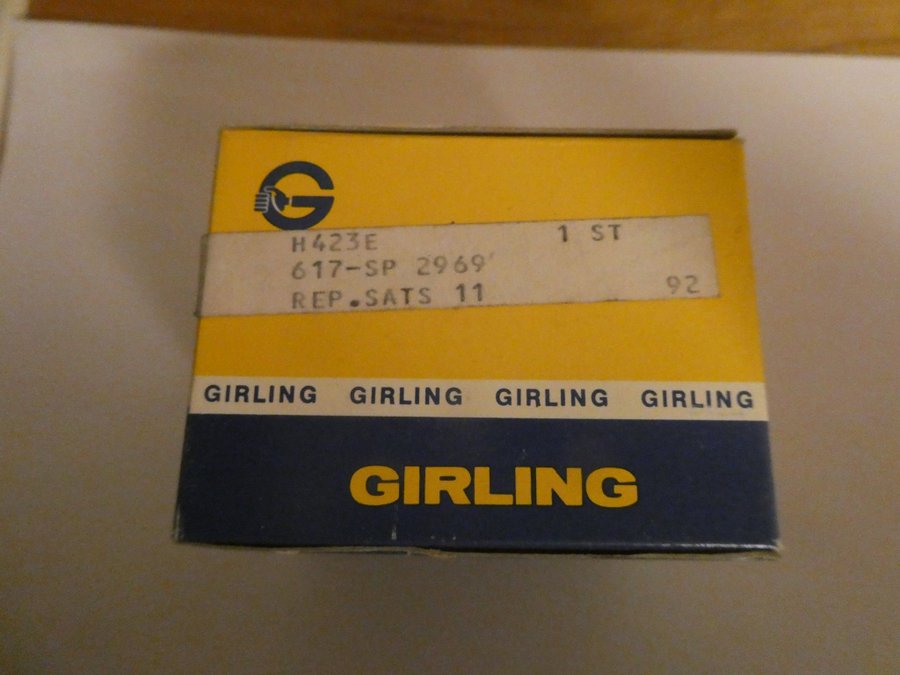 G
H423E 1 ST
617-SP 2969'
REP.SATS 11 92
GIRLING GIRLING GIRLING GIRLING
GIRLING